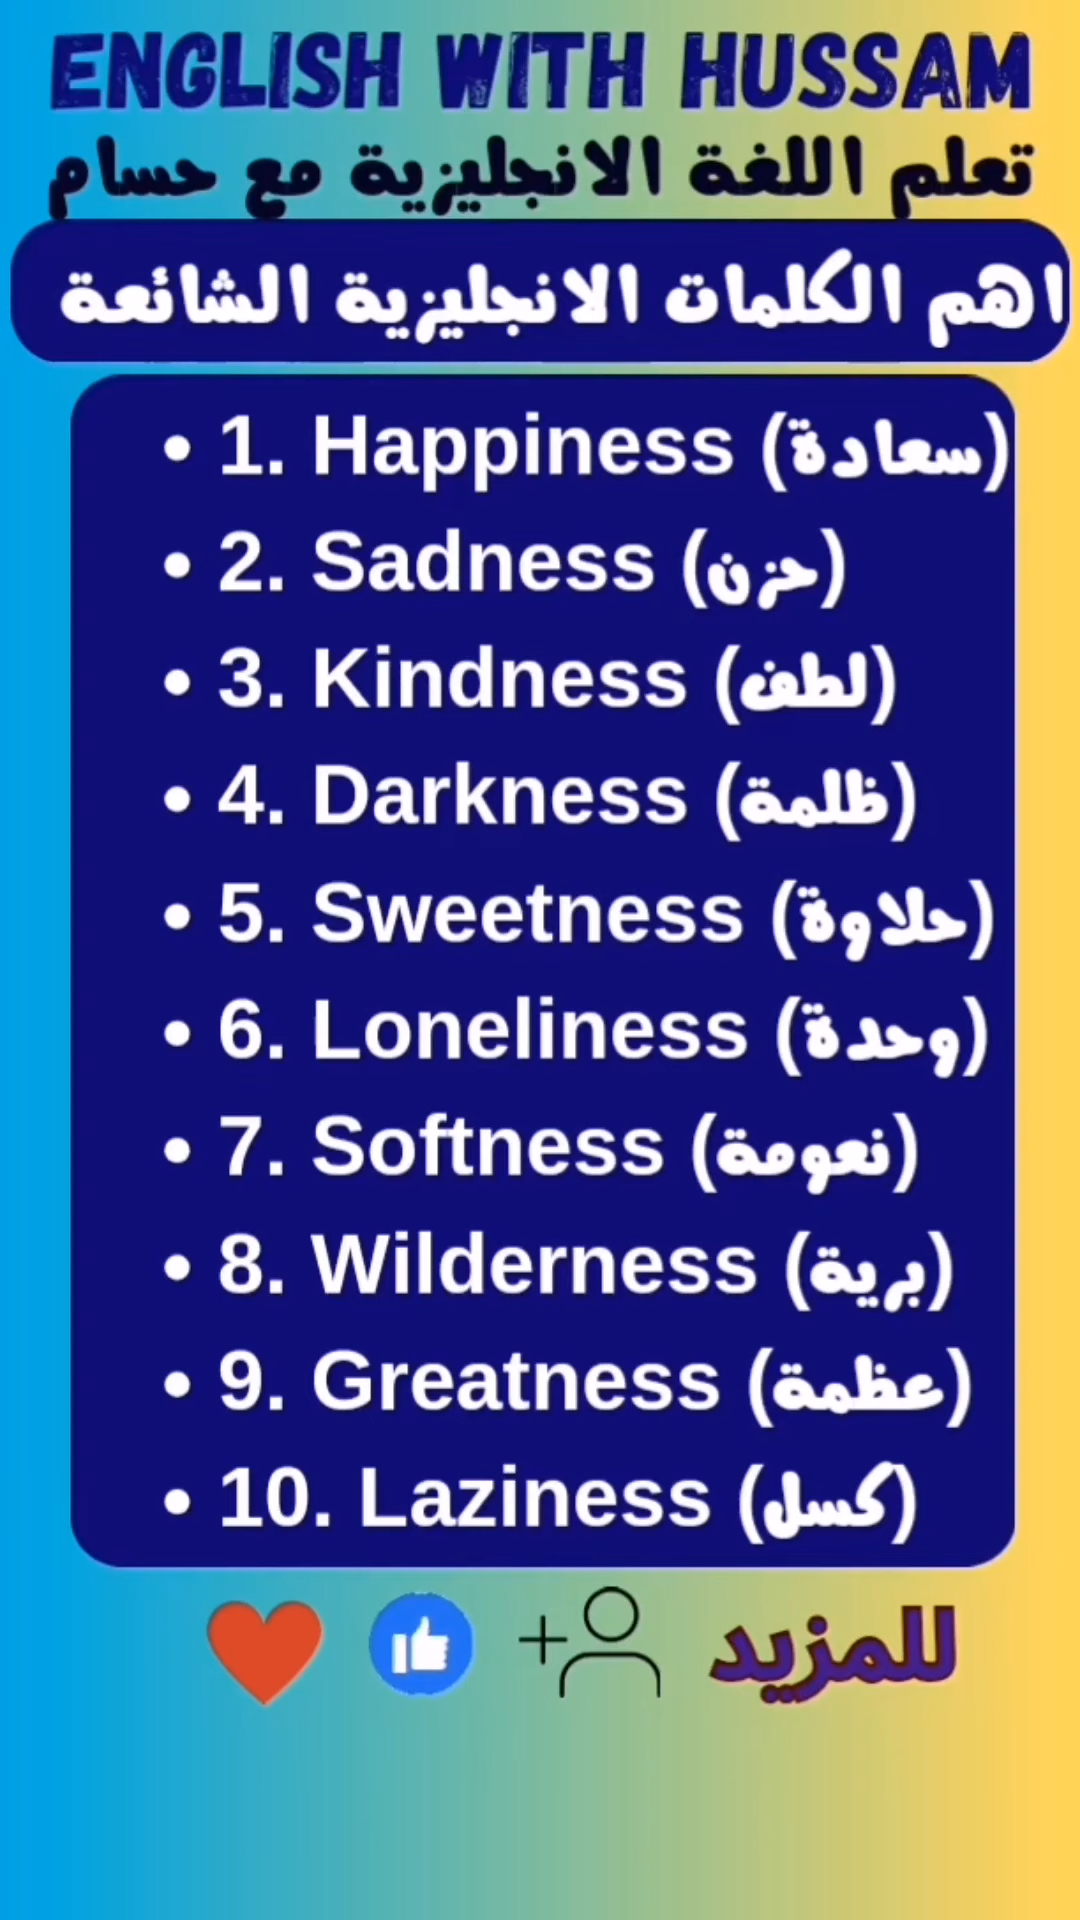 ENGLISH WITH HUSSAM
تعلم اللغة الانجليزية مع حسام
اهم الكلمات الانجليزية الشائعة
• 1. Happiness (سعادة)
• 2. Sadness (حزن)
• 3. Kindness (لطف)
• 4. Darkness (ظلمة)
• 5. Sweetness (حلاوة)
• 6. Loneliness (وحدة)
• 7. Softness (نعومة)
• 8. Wilderness (برية)
• 9. Greatness (عظمة)
• 10. Laziness (كسل)
للمزيد